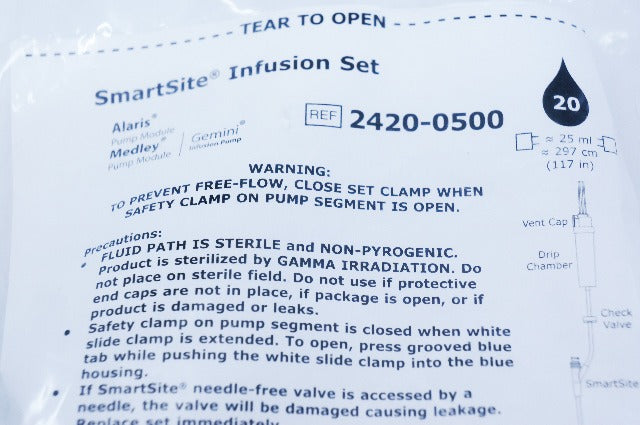 TEAR TO OPEN
SmartSite® Infusion Set
Alaris®
Pump Module
Medley®
Pump Module
Gemini®
Infusion Pump
REF 2420-0500
20
≈ 25 ml
≈ 297 cm
(117 in)
WARNING:
TO PREVENT FREE-FLOW, CLOSE SET CLAMP WHEN
SAFETY CLAMP ON PUMP SEGMENT IS OPEN.
Precautions:
• FLUID PATH IS STERILE and NON-PYROGENIC.
Product is sterilized by GAMMA IRRADIATION. Do
not place on sterile field. Do not use if protective
end caps are not in place, if package is open, or if
product is damaged or leaks.
• Safety clamp on pump segment is closed when white
slide clamp is extended. To open, press grooved blue
tab while pushing the white slide clamp into the blue
housing.
• If SmartSite® needle-free valve is accessed by a
needle, the valve will be damaged causing leakage.
Replace set immediately.
Vent Cap
Drip
Chamber
Check
Valve
SmartSite